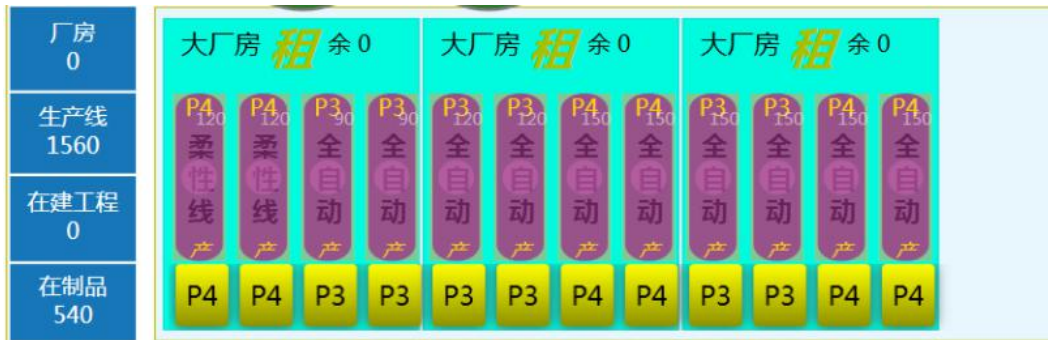 厂房
0
生产线
1560
在建工程
0
在制品
540
大厂房 租 余 0
P4 P4 P3 P3
120 120 90 90
柔性线 柔性线 全自动 全自动
产 产 产 产
P4 P4 P3 P3
大厂房 租 余 0
P3 P3 P4 P4
120 120 150 150
全自动 全自动 全自动 全自动
产 产 产 产
P3 P3 P4 P4
大厂房 租 余 0
P3 P3 P4 P4
150 150 150 150
全自动 全自动 全自动 全自动
产 产 产 产
P3 P3 P4 P4